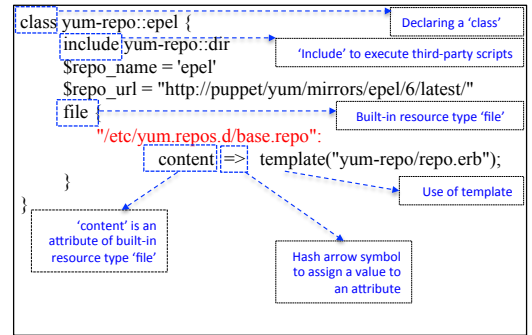 class yum-repo::epel {
Declaring a 'class'
include yum-repo::dir
'Include' to execute third-party scripts
$repo_name = 'epel'
$repo_url = "http://puppet/yum/mirrors/epel/6/latest/"
file {
Built-in resource type 'file'
"/etc/yum.repos.d/base.repo":
content => template("yum-repo/repo.erb");
}
Use of template
}
'content' is an
attribute of built-in
resource type 'file'
Hash arrow symbol
to assign a value to
an attribute